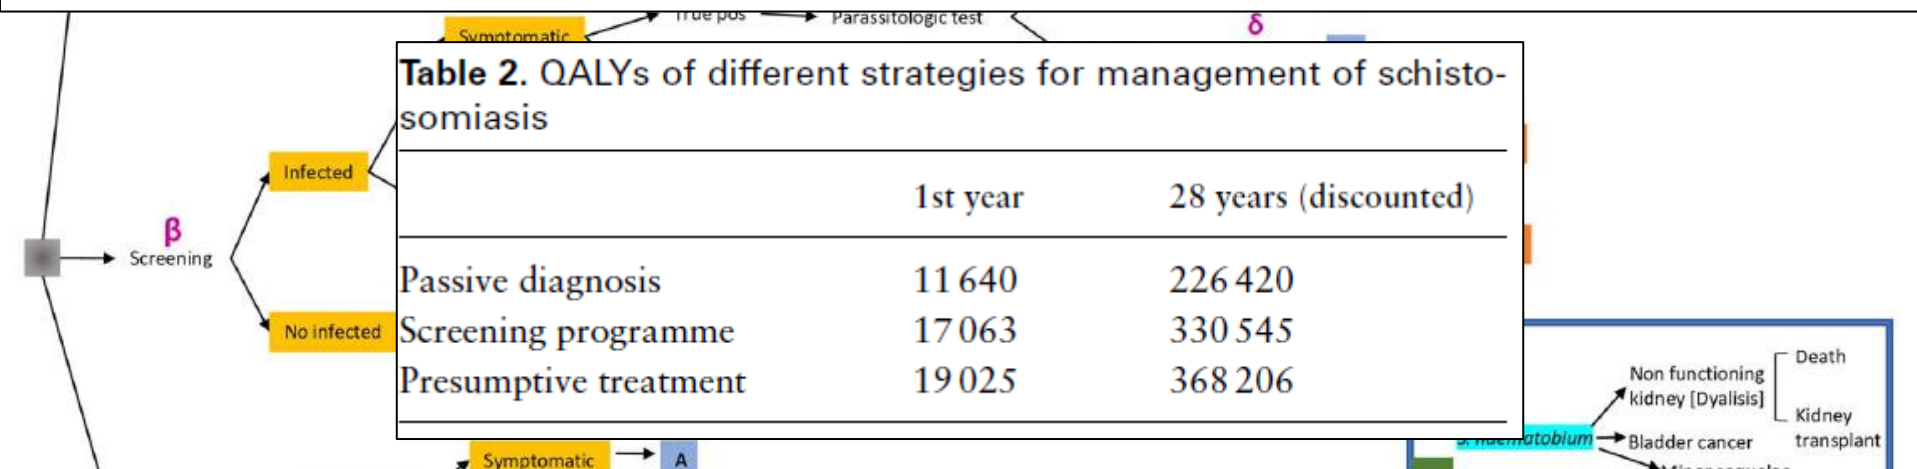 True pos
Parassitologic test
δ
Symptomatic
Table 2. QALYs of different strategies for management of schisto-
somiasis
1st year 28 years (discounted)
Passive diagnosis 11 640 226 420
Screening programme 17 063 330 545
Presumptive treatment 19 025 368 206
Infected
β
Screening
No infected
Death
Non functioning
kidney [Dyalisis]
Kidney
transplant
S. haematobium
Bladder cancer
Symptomatic
A